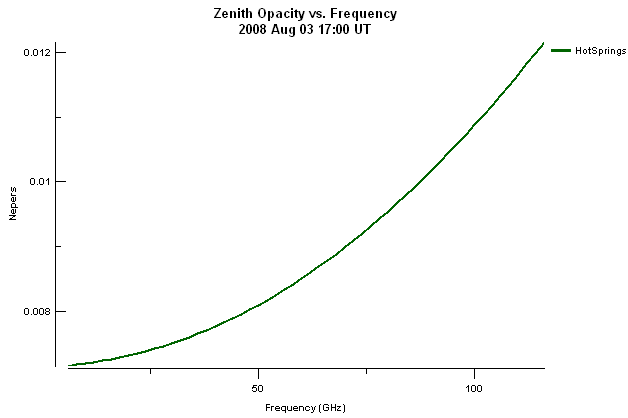 Zenith Opacity vs. Frequency
2008 Aug 03 17:00 UT
HotSprings
0.012
0.01
0.008
Nepers
50
100
Frequency (GHz)